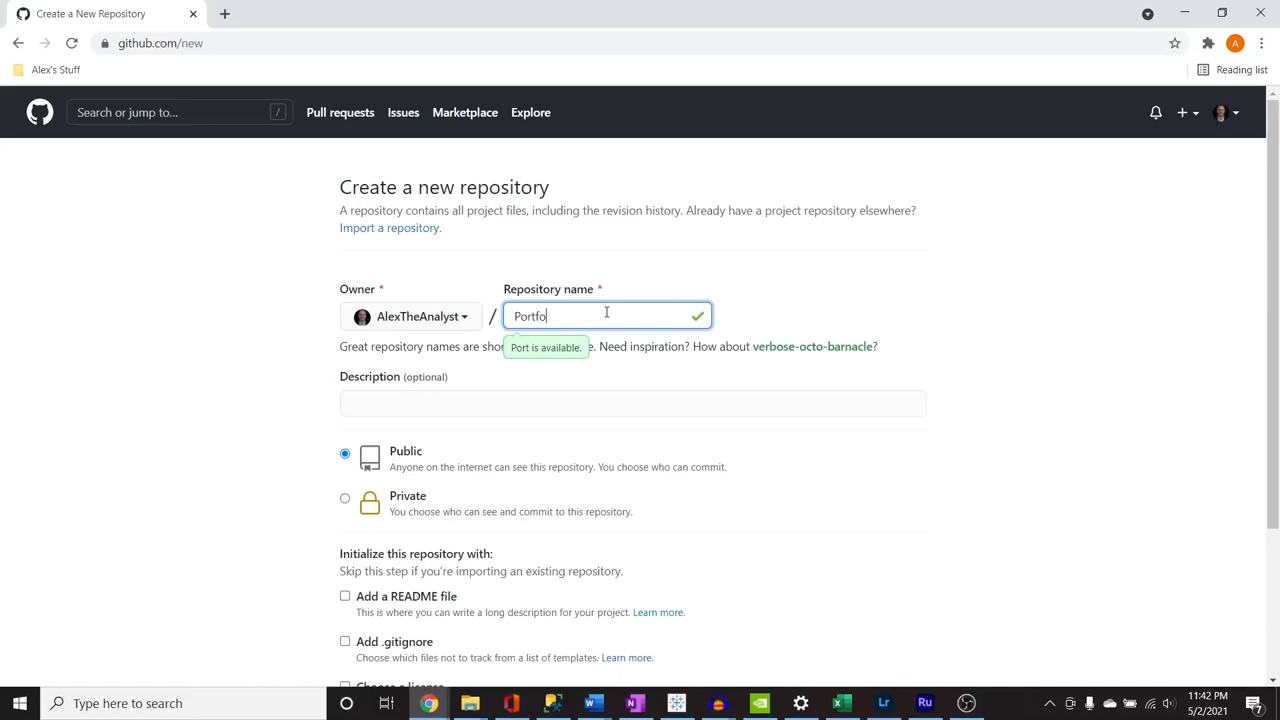 Create a New Repository
github.com/new
A
Alex's Stuff
Reading list
Search or jump to...
/
Pull requests
Issues
Marketplace
Explore
Create a new repository
A repository contains all project files, including the revision history. Already have a project repository elsewhere?
Import a repository.
Owner *
Repository name *
AlexTheAnalyst
/
Portfo
Great repository names are shor
e. Need inspiration? How about verbose-octo-barnacle?
Port is available.
Description (optional)
Public
Anyone on the internet can see this repository. You choose who can commit.
Private
You choose who can see and commit to this repository.
Initialize this repository with:
Skip this step if you're importing an existing repository.
Add a README file
This is where you can write a long description for your project. Learn more.
Add .gitignore
Choose which files not to track from a list of templates. Learn more.
Choose a license
Type here to search
Lr
Ru
11:42 PM
5/2/2021
7